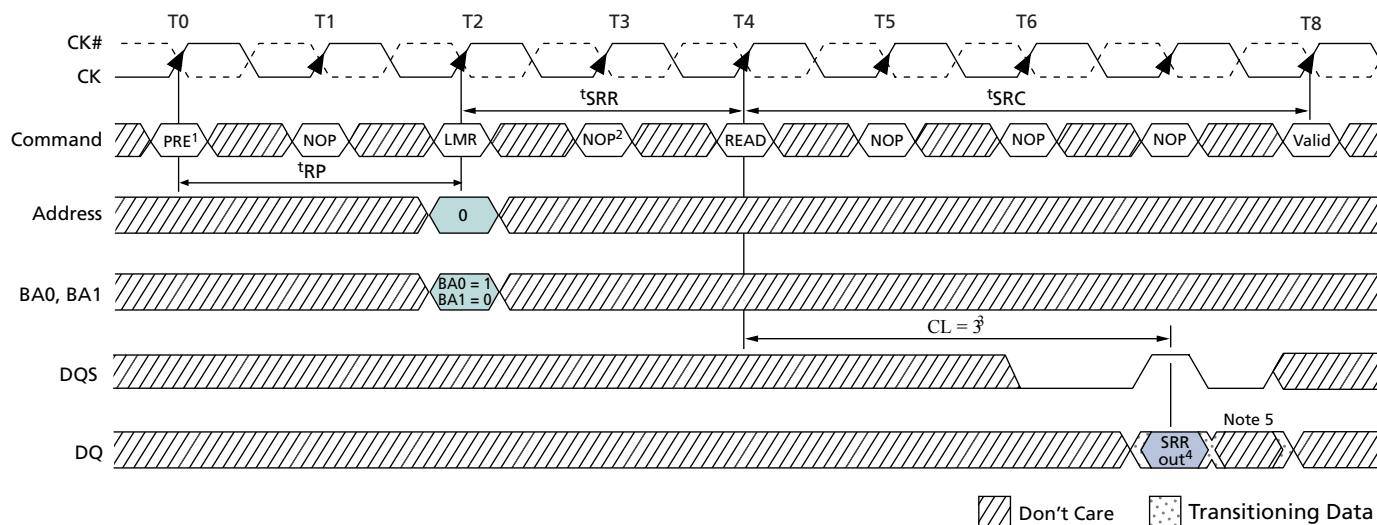 T0 T1 T2 T3 T4 T5 T6 T8
CK#
CK
tSRR tSRC
Command PRE1 NOP LMR NOP2 READ NOP NOP NOP Valid
tRP
Address 0
BA0, BA1 BA0 = 1
BA1 = 0
CL = 33
DQS
Note 5
DQ SRR
out4
Don't Care Transitioning Data